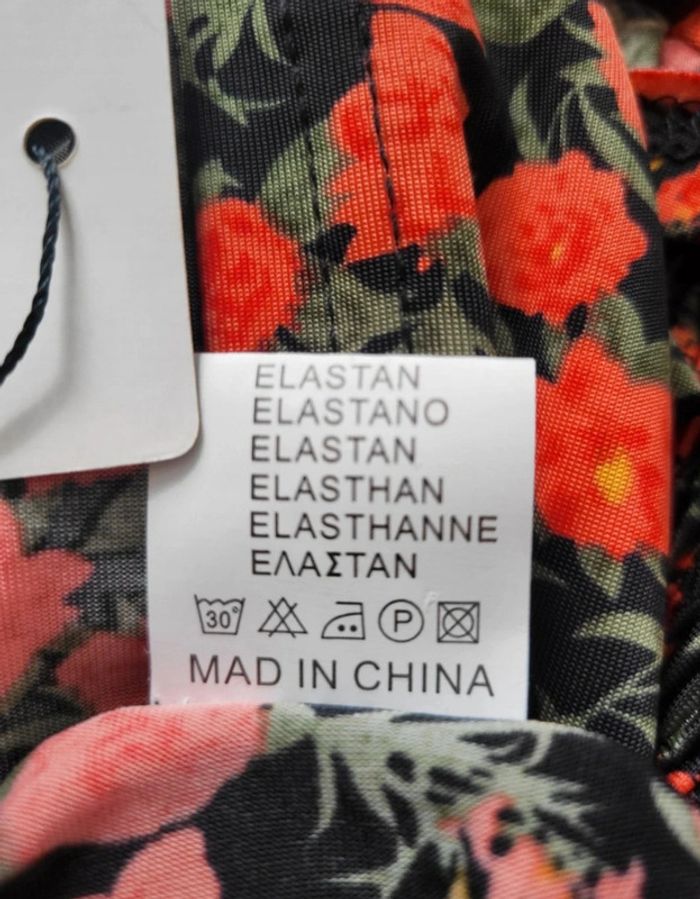 ELASTAN
ELASTANO
ELASTAN
ELASTHAN
ELASTHANNE
ΕΛΑΣΤΑΝ
30° P
MAD IN CHINA